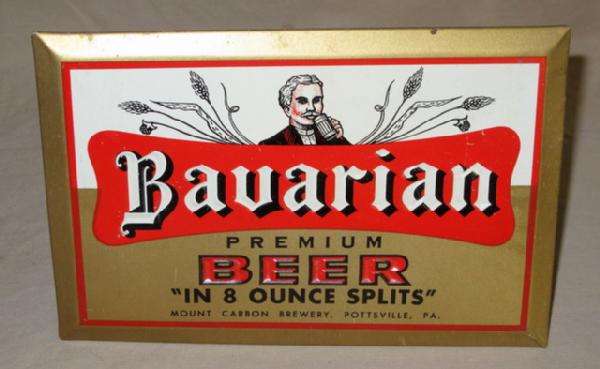 Bavarian
PREMIUM
BEER
"IN 8 OUNCE SPLITS"
MOUNT CARBON BREWERY, POTTSVILLE, PA.